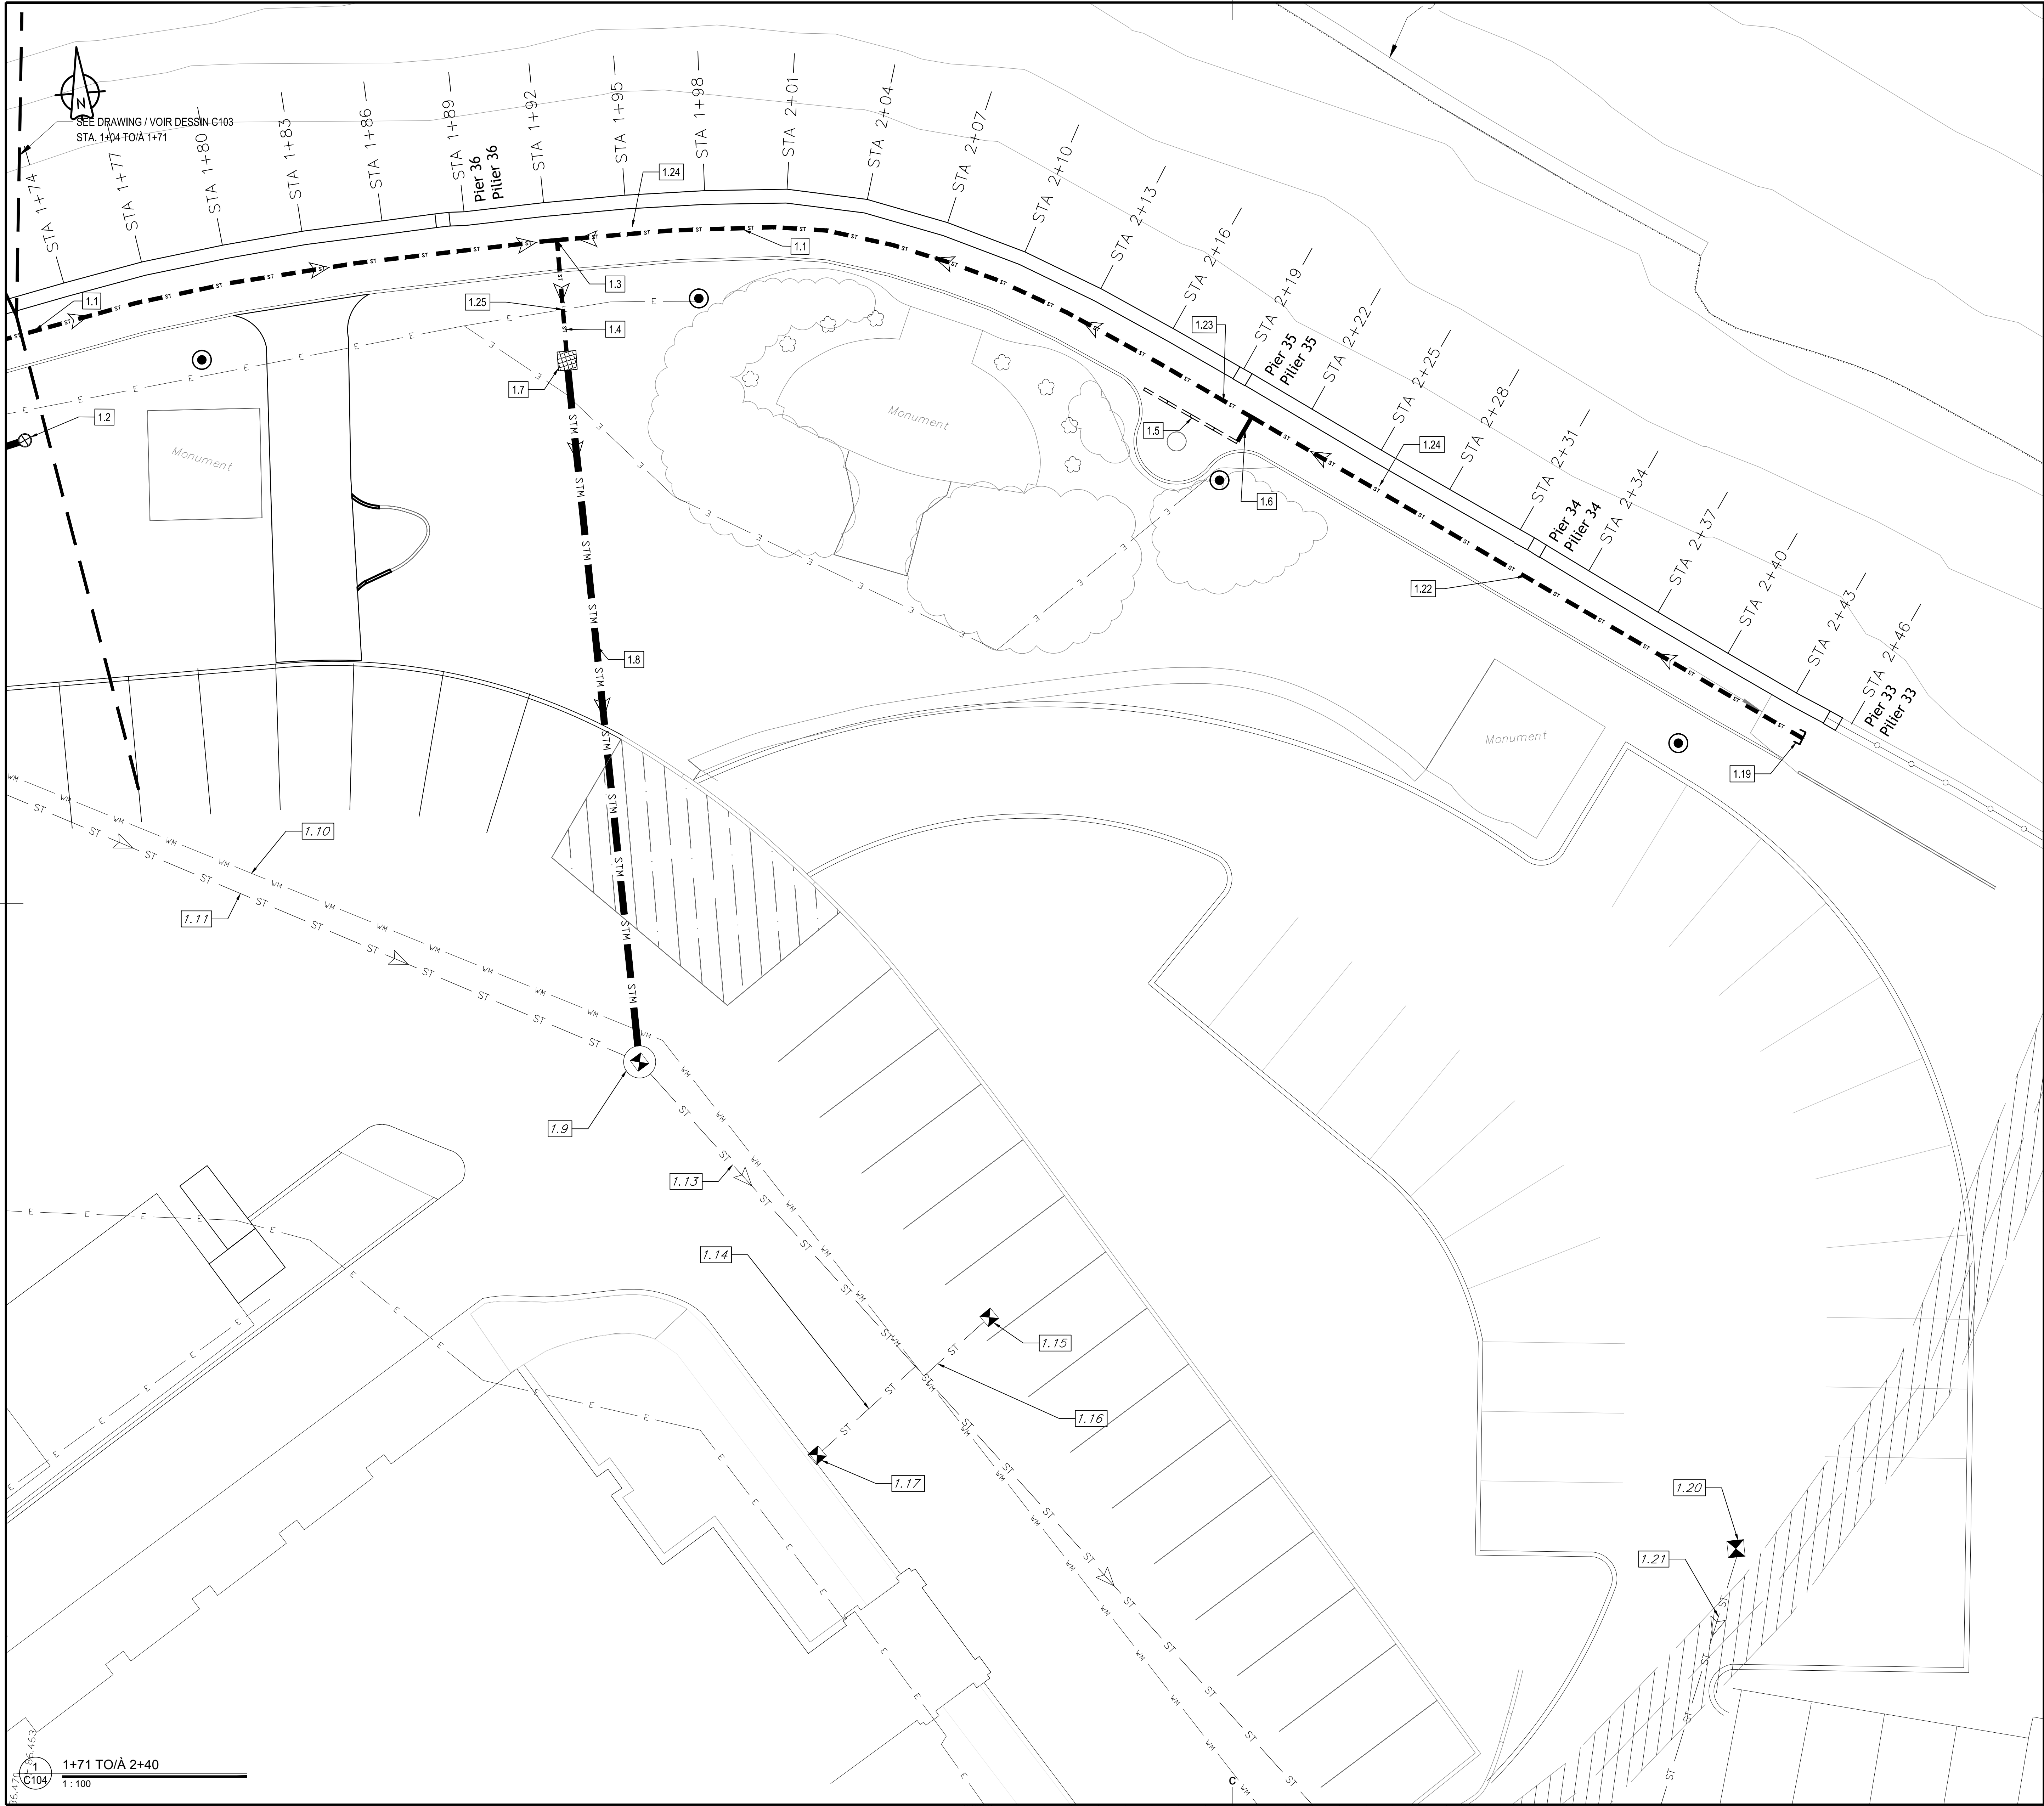 N
SEE DRAWING / VOIR DESSIN C103
STA. 1+04 TO/À 1+71
STA 1+74
STA 1+77
STA 1+80
STA 1+83
STA 1+86
STA 1+89
Pier 36
Pilier 36
STA 1+92
STA 1+95
STA 1+98
STA 2+01
STA 2+04
STA 2+07
STA 2+10
STA 2+13
STA 2+16
STA 2+19
Pier 35
Pilier 35
STA 2+22
STA 2+25
STA 2+28
STA 2+31
Pier 34
Pilier 34
STA 2+34
STA 2+37
STA 2+40
STA 2+43
STA 2+46
Pier 33
Pilier 33
1.24
1.1
1.3
1.1
1.25
1.4
1.23
1.7
1.2
1.5
1.24
1.6
1.22
1.8
1.19
Monument
Monument
Monument
1.10
1.11
1.9
1.13
1.14
1.15
1.16
1.17
1.20
1.21
ST
STM
WM
E
86.463
86.470
1
C104
1+71 TO/À 2+40
1 : 100
C